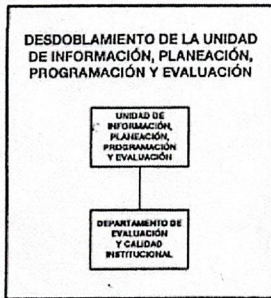 DESDOBLAMIENTO DE LA UNIDAD
DE INFORMACIÓN, PLANEACIÓN,
PROGRAMACIÓN Y EVALUACIÓN
UNIDAD DE
INFORMACIÓN,
PLANEACIÓN,
PROGRAMACIÓN
Y EVALUACIÓN
DEPARTAMENTO DE
EVALUACIÓN
Y CALIDAD
INSTITUCIONAL